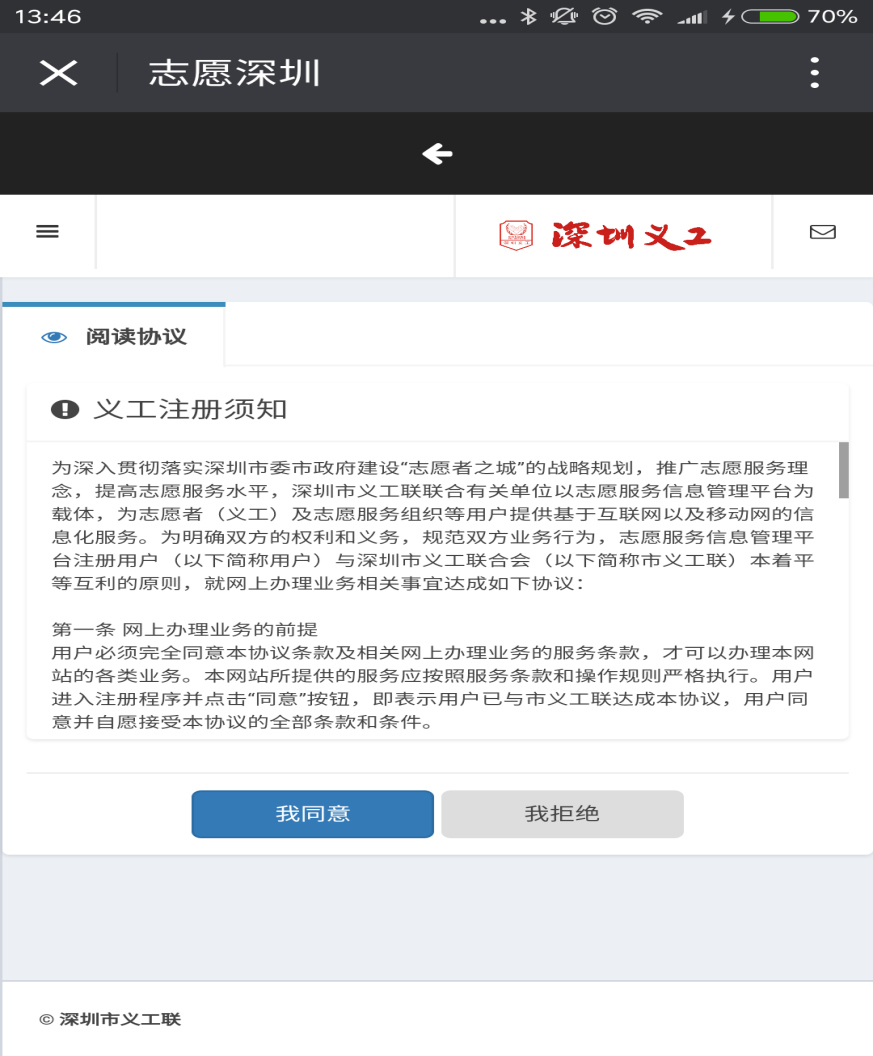 13:46
70%
志愿深圳
深圳义工
阅读协议
义工注册须知
为深入贯彻落实深圳市委市政府建设“志愿者之城”的战略规划，推广志愿服务理
念，提高志愿服务水平，深圳市义工联联合有关单位以志愿服务信息管理平台为
载体，为志愿者（义工）及志愿服务组织等用户提供基于互联网以及移动网的信
息化服务。为明确双方的权利和义务，规范双方业务行为，志愿服务信息管理平
台注册用户（以下简称用户）与深圳市义工联合会（以下简称市义工联）本着平
等互利的原则，就网上办理业务相关事宜达成如下协议：
第一条 网上办理业务的前提
用户必须完全同意本协议条款及相关网上办理业务的服务条款，才可以办理本网
站的各类业务。本网站所提供的服务应按照服务条款和操作规则严格执行。用户
进入注册程序并点击“同意”按钮，即表示用户已与市义工联达成本协议，用户同
意并自愿接受本协议的全部条款和条件。
我同意
我拒绝
© 深圳市义工联